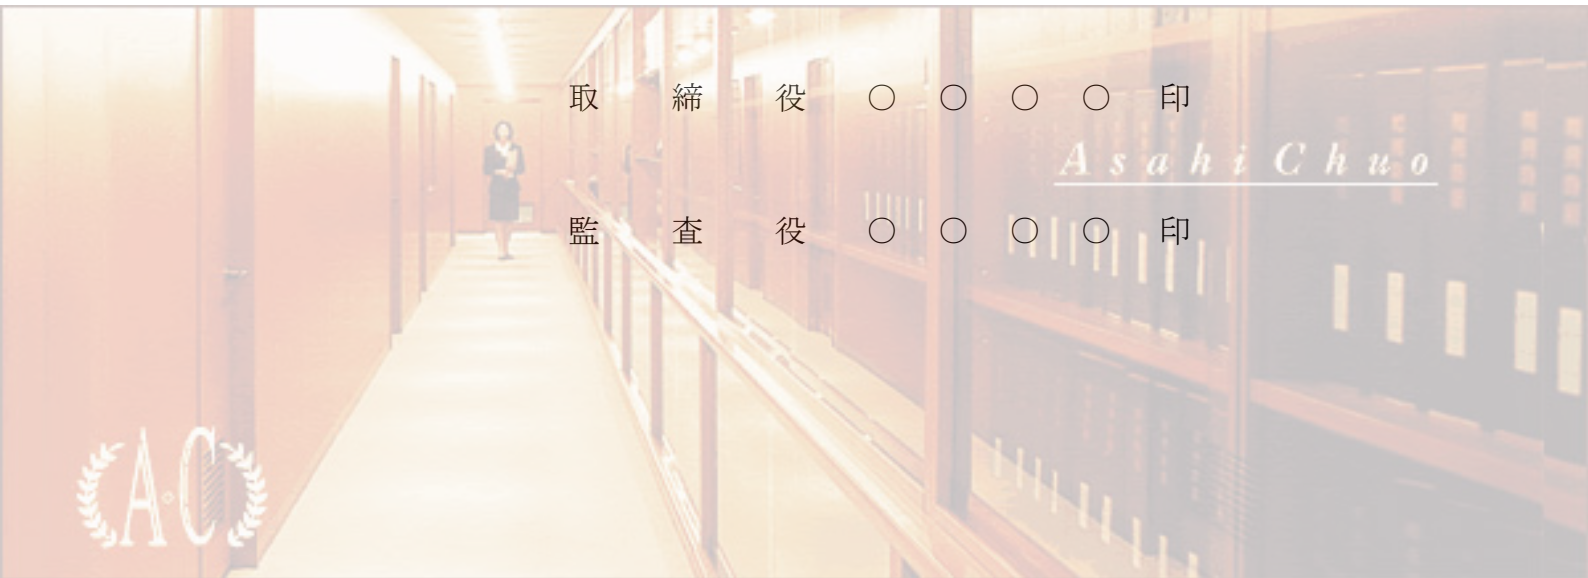 取 締 役 ○ ○ ○ ○ 印
Asahi Chuo
監 査 役 ○ ○ ○ ○ 印
A·C